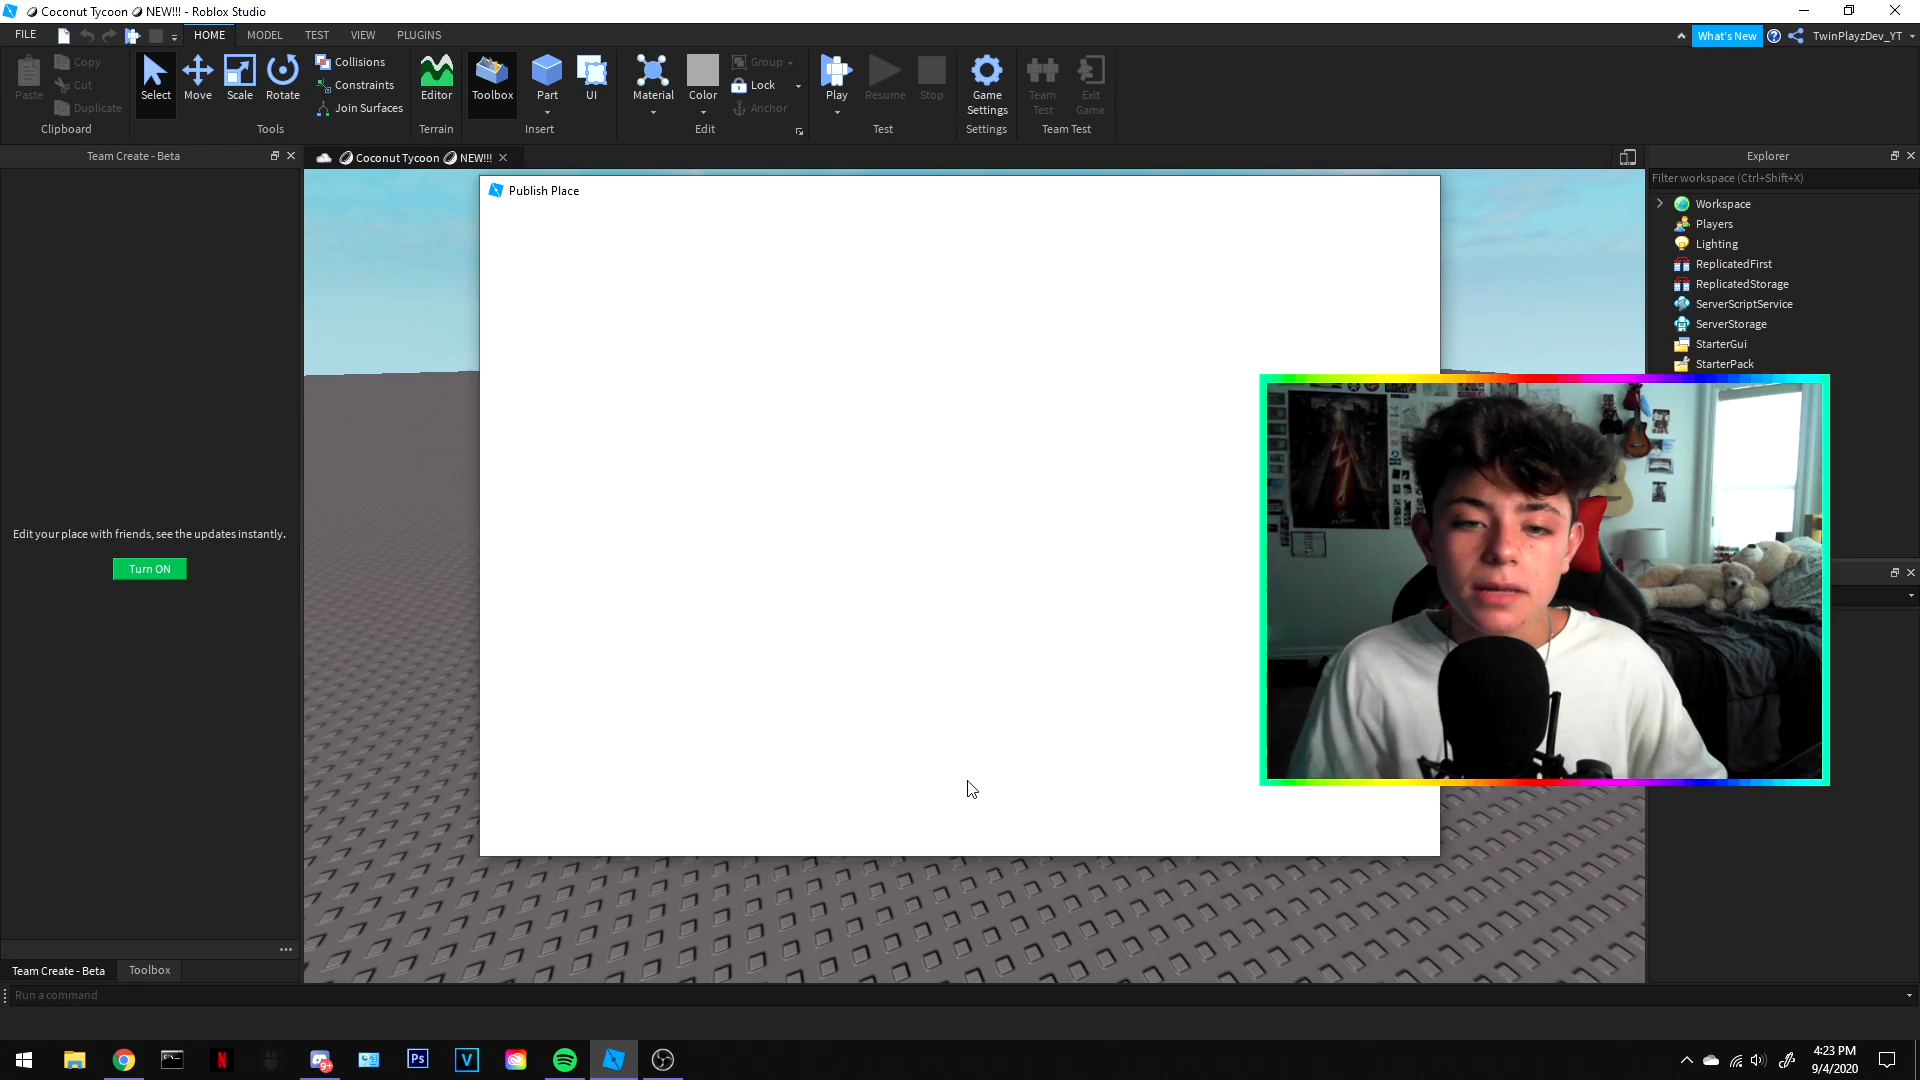 Coconut Tycoon NEW!!! - Roblox Studio
FILE HOME MODEL TEST VIEW PLUGINS What's New TwinPlayzDev_YT
Paste Copy Cut Duplicate
Clipboard
Select Move Scale Rotate Collisions Constraints Join Surfaces
Tools
Editor
Terrain
Toolbox Part UI
Insert
Material Color Group Lock Anchor
Edit
Play Resume Stop
Test
Game Settings
Settings
Team Test Exit Game
Team Test
Team Create - Beta
Coconut Tycoon NEW!!!
Explorer
Filter workspace (Ctrl+Shift+X)
Publish Place
Workspace
Players
Lighting
ReplicatedFirst
ReplicatedStorage
ServerScriptService
ServerStorage
StarterGui
StarterPack
Edit your place with friends, see the updates instantly.
Turn ON
Team Create - Beta Toolbox
Run a command
N 9+ Ps V
4:23 PM
9/4/2020